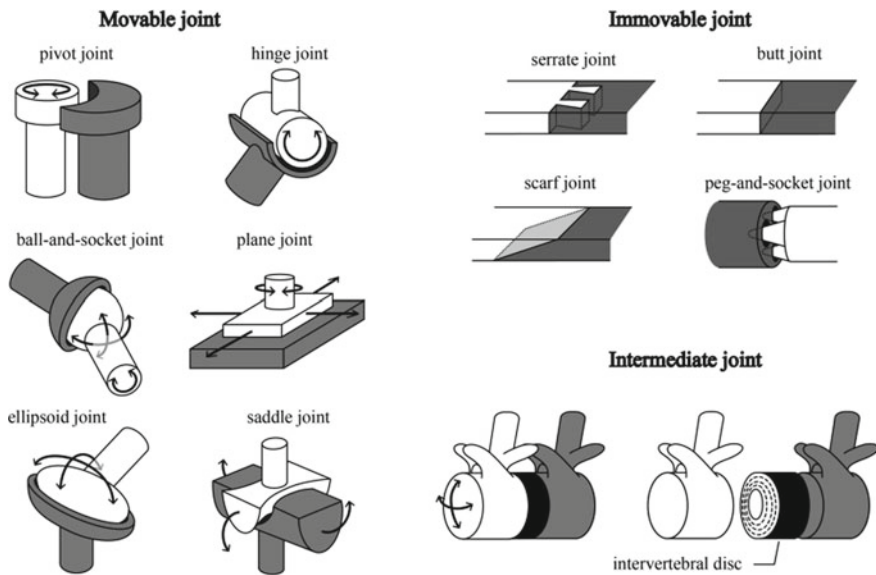 Movable joint
pivot joint
hinge joint
ball-and-socket joint
plane joint
ellipsoid joint
saddle joint
Immovable joint
serrate joint
butt joint
scarf joint
peg-and-socket joint
Intermediate joint
intervertebral disc